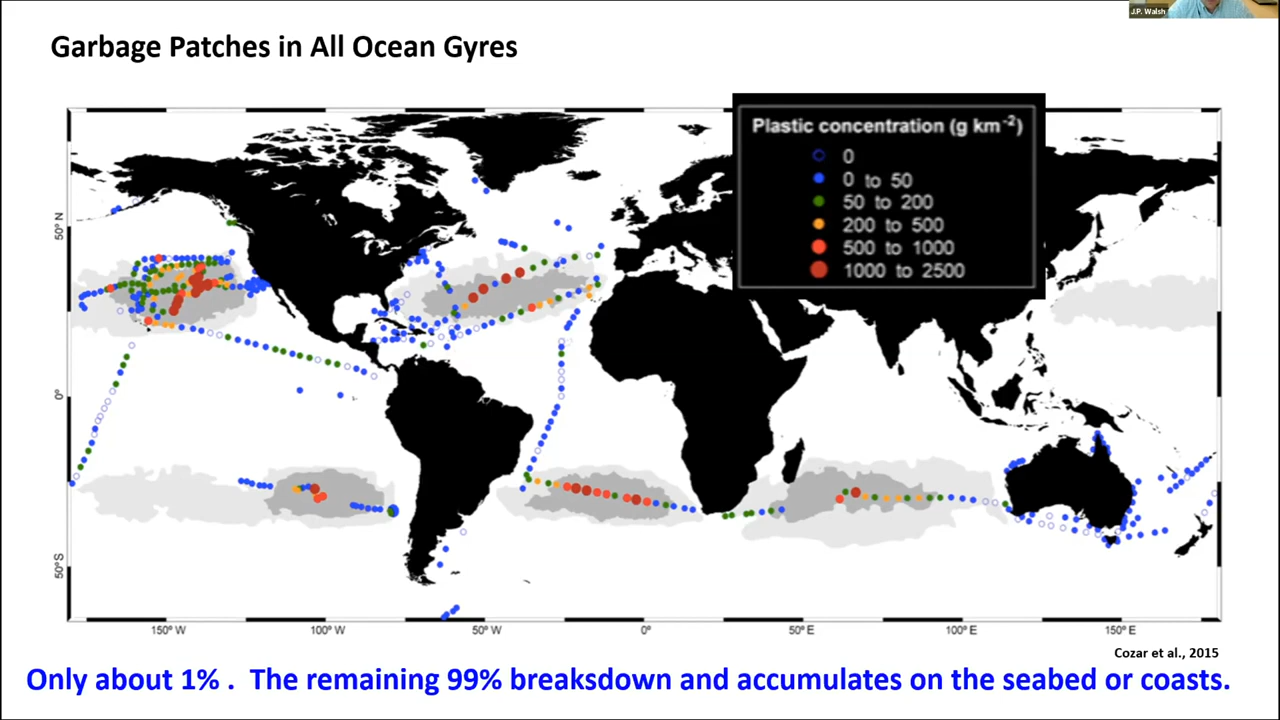 J.P. Walsh
Garbage Patches in All Ocean Gyres
Plastic concentration (g km⁻²)
0
0 to 50
50 to 200
200 to 500
500 to 1000
1000 to 2500
50° N
0°
50°S
150° W
100° W
50° W
0°
50° E
100° E
150° E
Cozar et al., 2015
Only about 1% . The remaining 99% breaksdown and accumulates on the seabed or coasts.